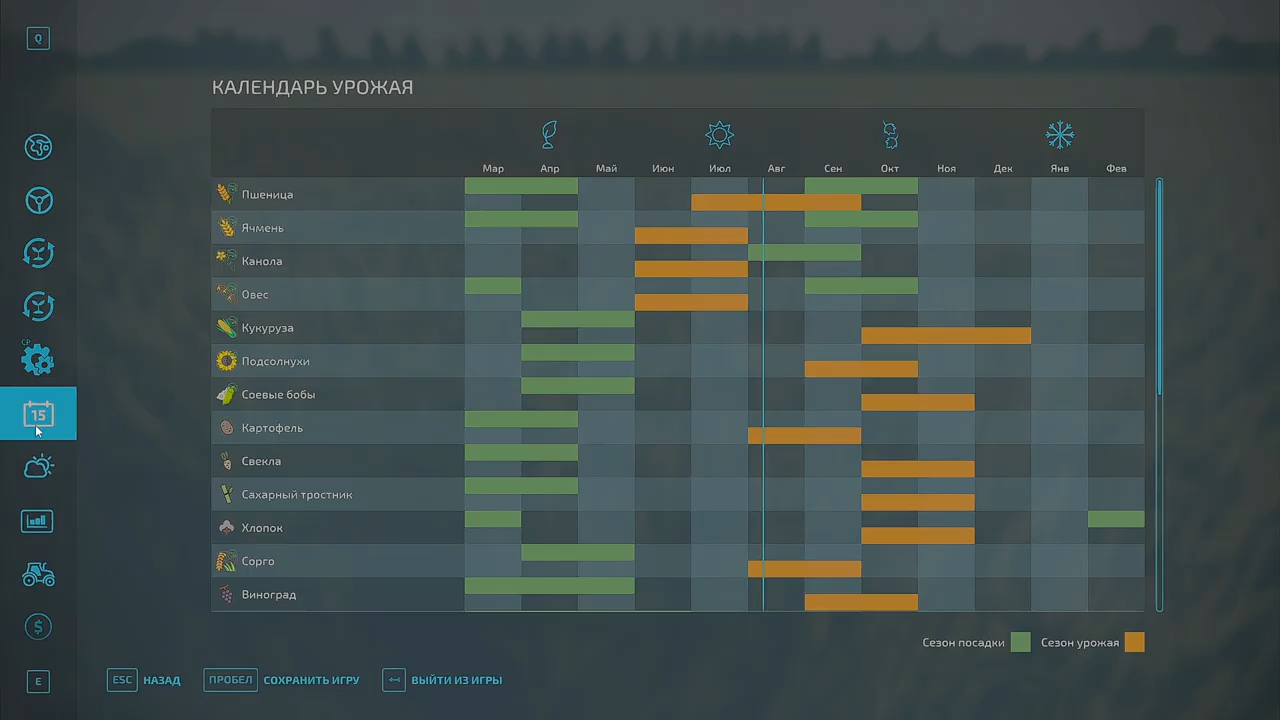 Q
КАЛЕНДАРЬ УРОЖАЯ
Мар Апр Май Июн Июл Авг Сен Окт Ноя Дек Янв Фев
Пшеница
Ячмень
Канола
Овес
Кукуруза
CP
Подсолнухи
Соевые бобы
15
Картофель
Свекла
Сахарный тростник
Хлопок
Сорго
Виноград
$
Сезон посадки Сезон урожая
E
ESC НАЗАД ПРОБЕЛ СОХРАНИТЬ ИГРУ ВЫЙТИ ИЗ ИГРЫ